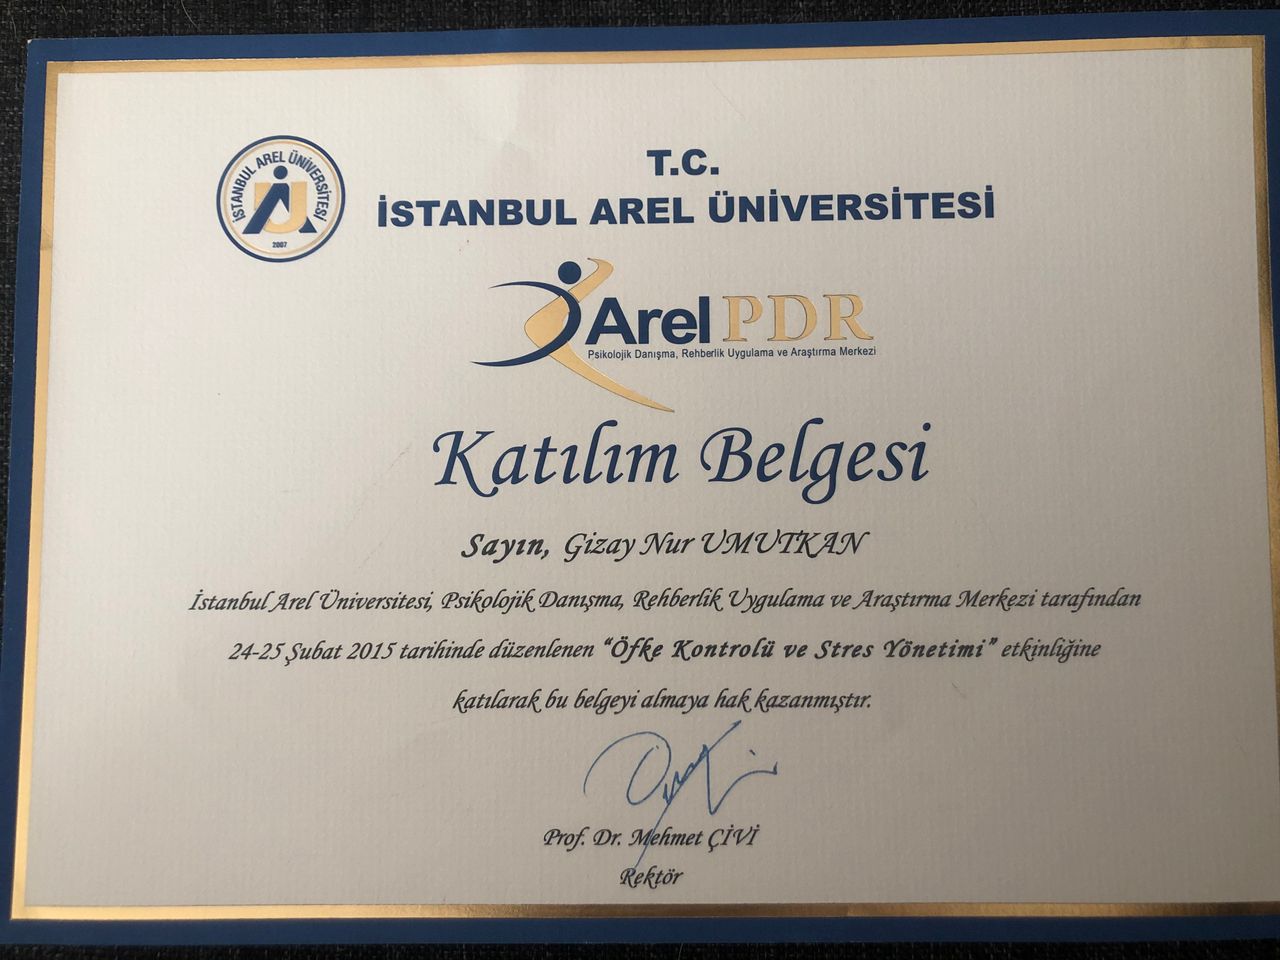 İSTANBUL AREL ÜNİVERSİTESİ
2007
T.C.
İSTANBUL AREL ÜNİVERSİTESİ
Arel PDR
Psikolojik Danışma, Rehberlik Uygulama ve Araştırma Merkezi
Katılım Belgesi
Sayın, Gizay Nur UMUTKAN
İstanbul Arel Üniversitesi, Psikolojik Danışma, Rehberlik Uygulama ve Araştırma Merkezi tarafından
24-25 Şubat 2015 tarihinde düzenlenen “Öfke Kontrolü ve Stres Yönetimi” etkinliğine
katılarak bu belgeyi almaya hak kazanmıştır.
Prof. Dr. Mehmet ÇİVİ
Rektör